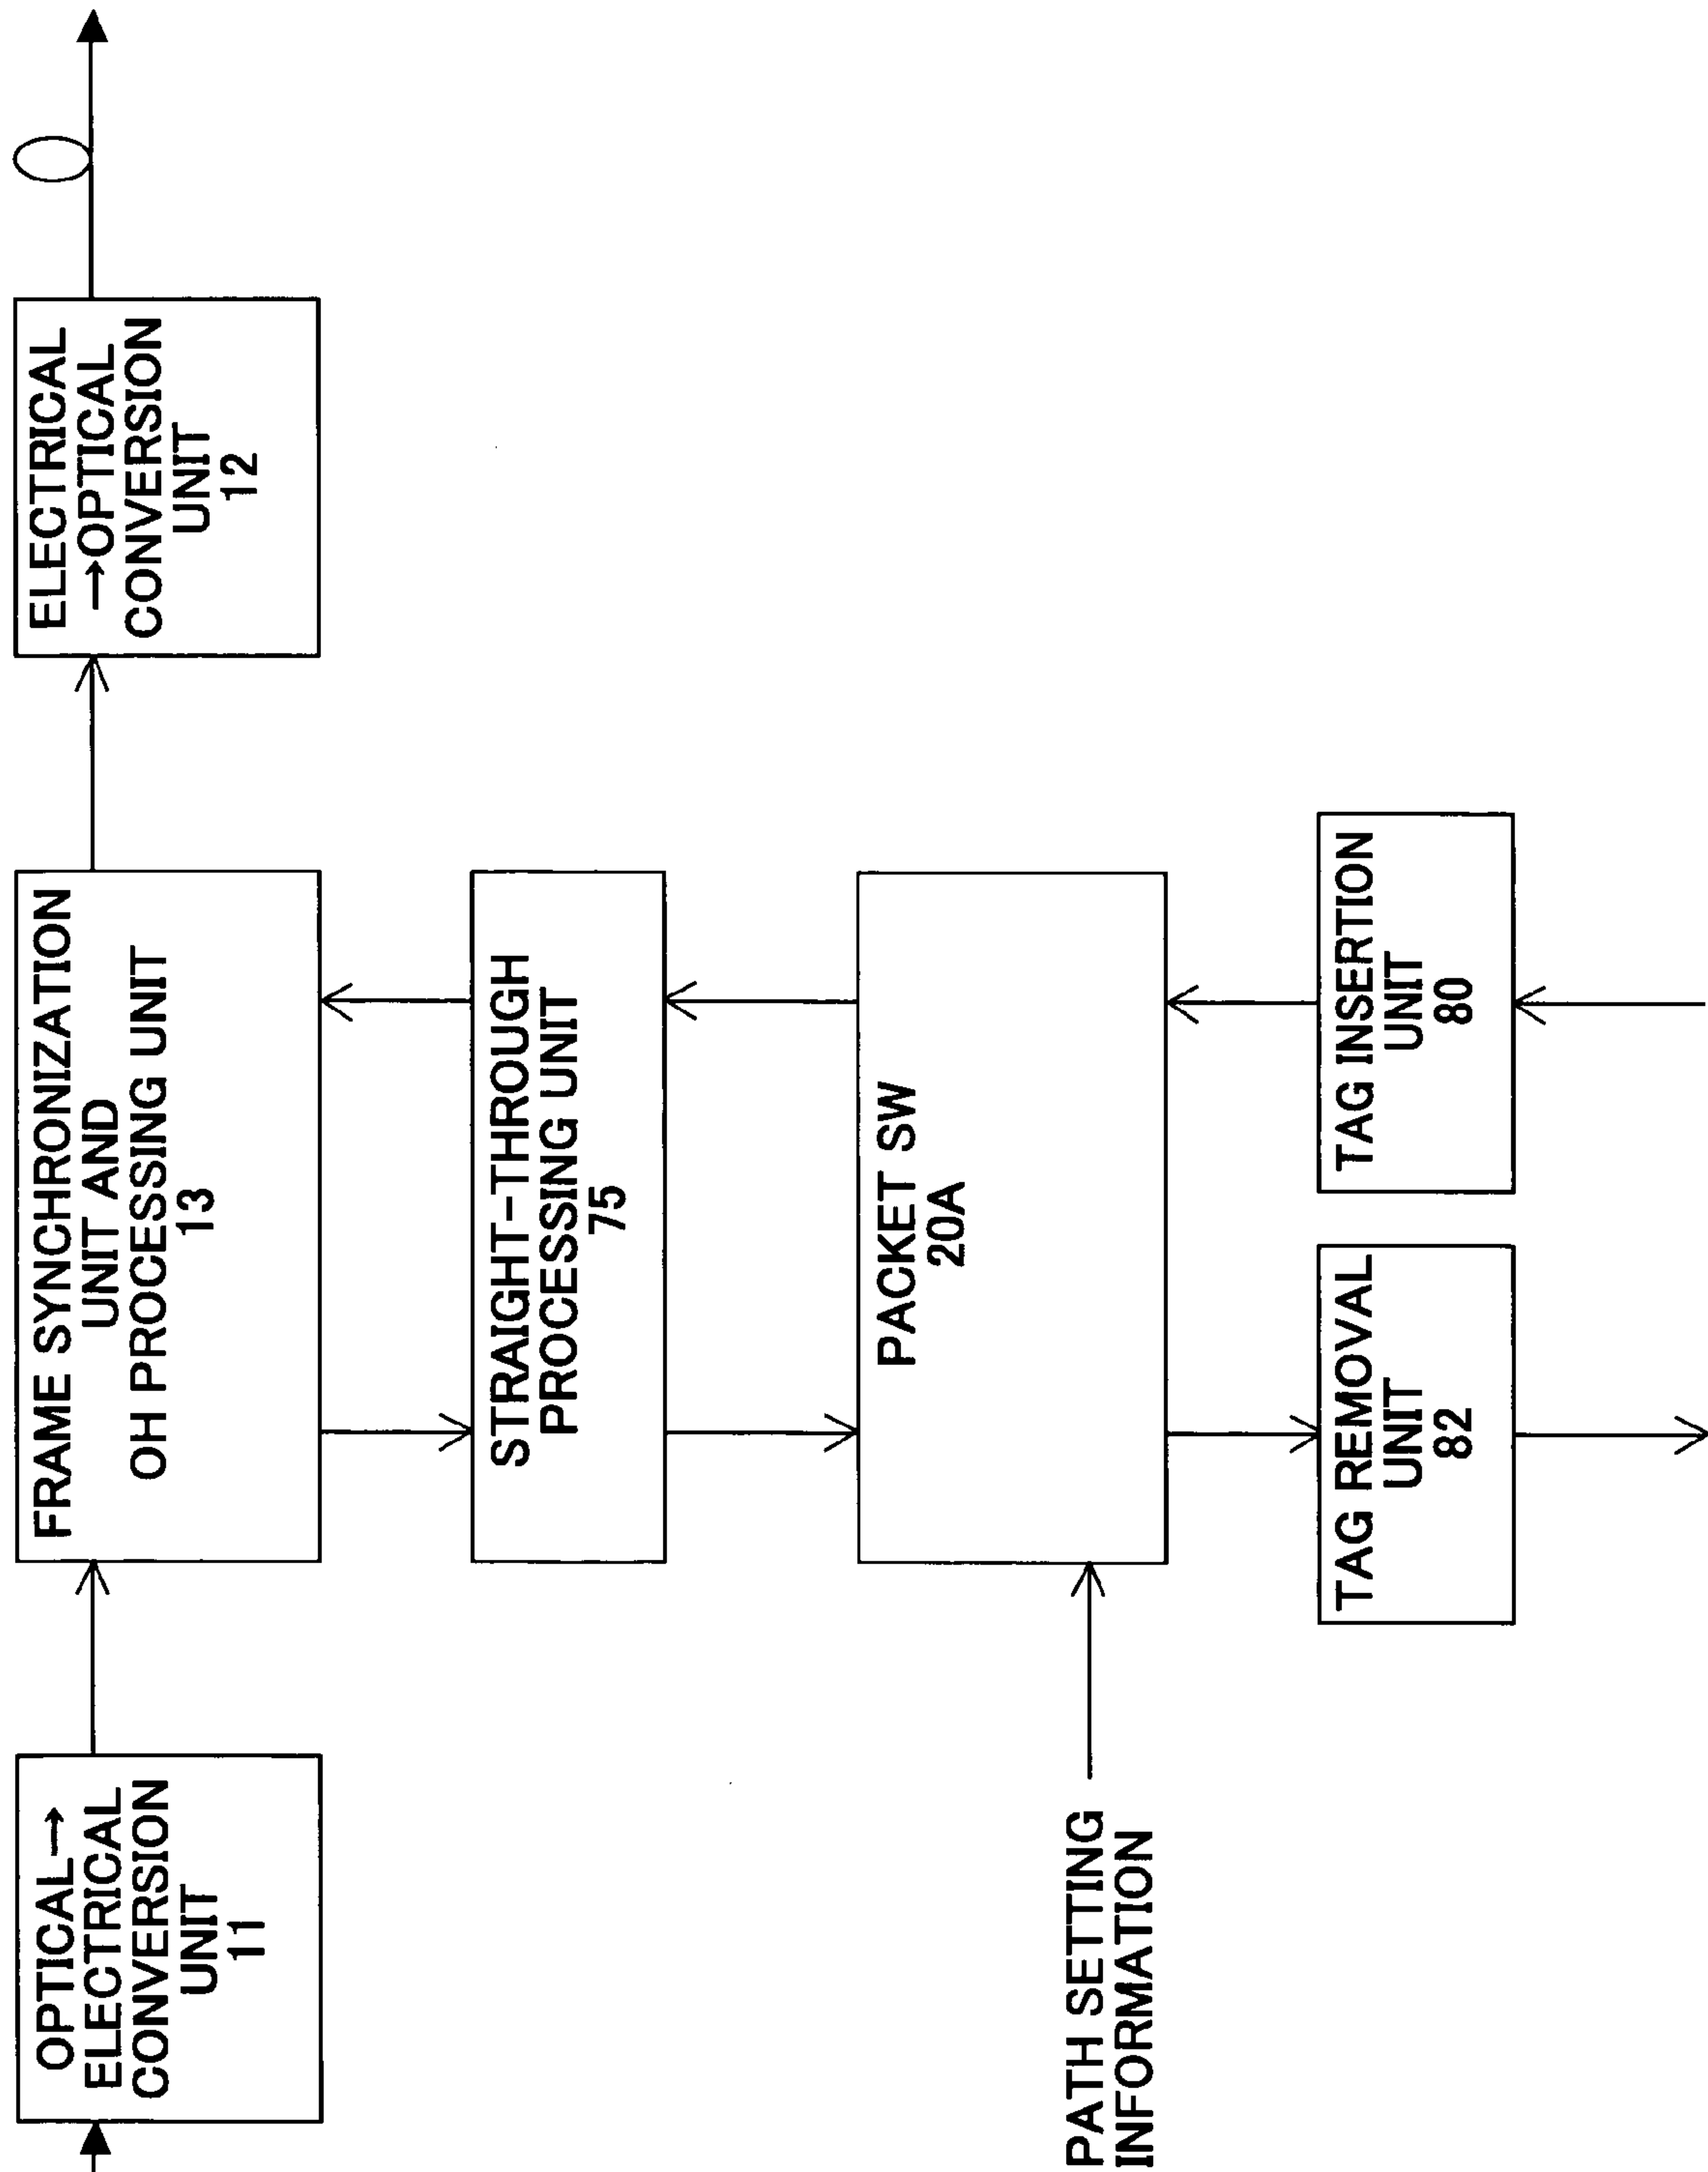 OPTICAL→
ELECTRICAL
CONVERSION
UNIT
11
FRAME SYNCHRONIZATION
UNIT AND
OH PROCESSING UNIT
13
ELECTRICAL
→OPTICAL
CONVERSION
UNIT
12
STRAIGHT-THROUGH
PROCESSING UNIT
75
PATH SETTING
INFORMATION
PACKET SW
20A
TAG REMOVAL
UNIT
82
TAG INSERTION
UNIT
80